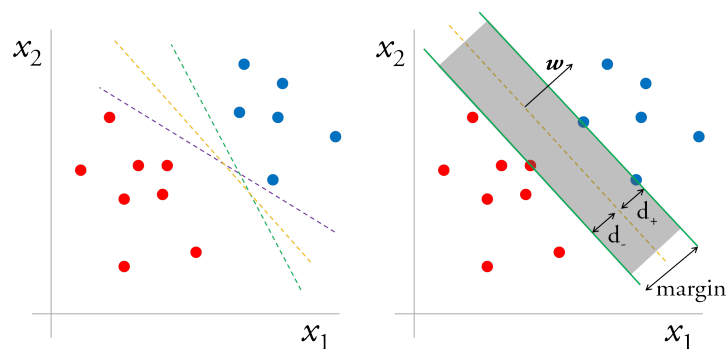 x₂
x₁
x₂
w
d₊
d₋
margin
x₁